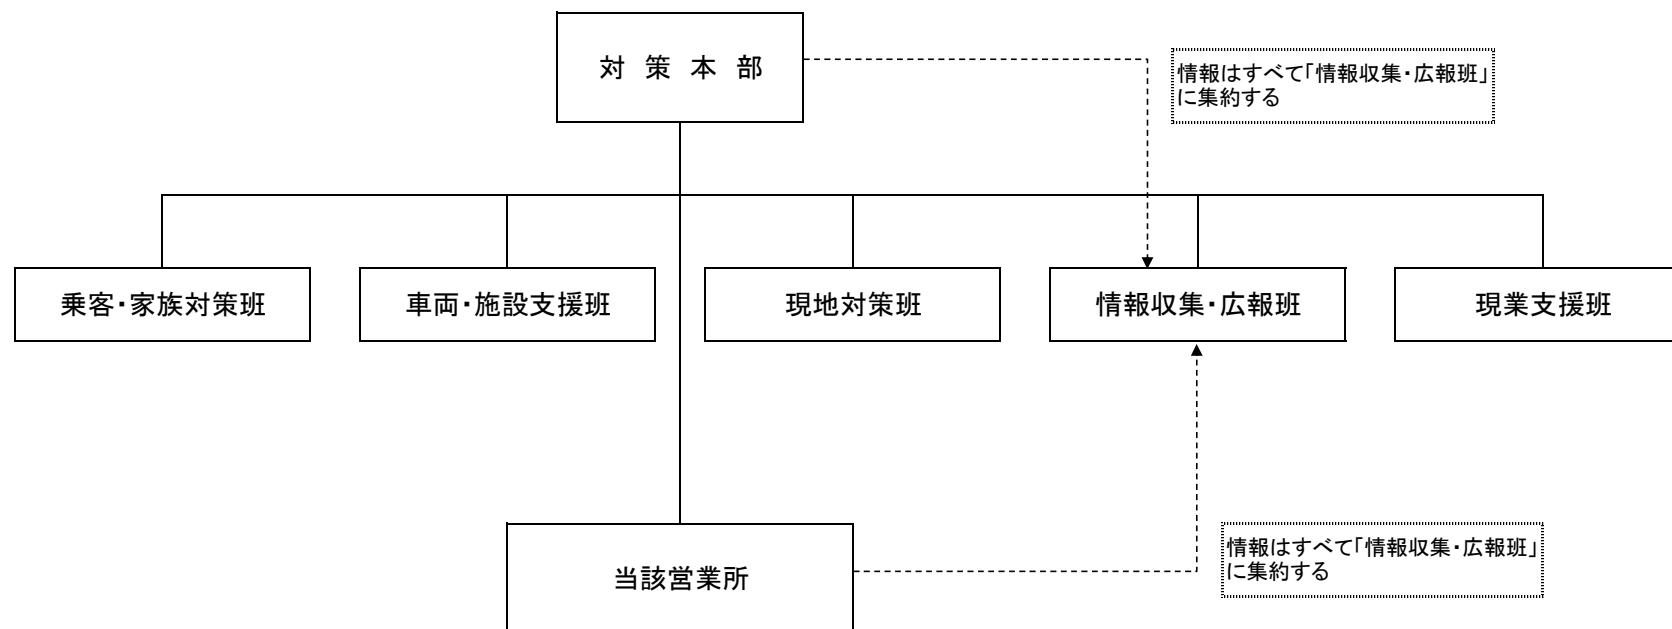 対 策 本 部
情報はすべて「情報収集・広報班」
に集約する
乗客・家族対策班
車両・施設支援班
現地対策班
情報収集・広報班
現業支援班
当該営業所
情報はすべて「情報収集・広報班」
に集約する